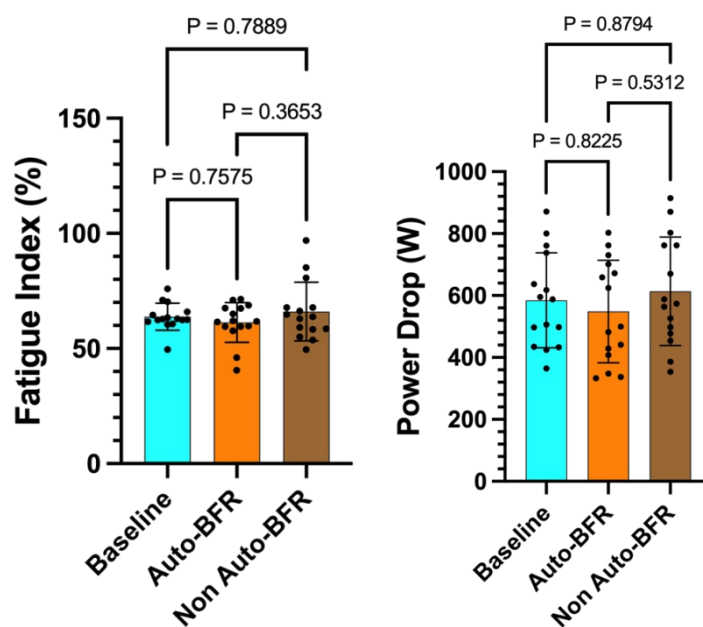 P = 0.7889
P = 0.3653
P = 0.7575
Fatigue Index (%)
150
100
50
0
Baseline
Auto-BFR
Non Auto-BFR
P = 0.8794
P = 0.5312
P = 0.8225
Power Drop (W)
1000
800
600
400
200
0
Baseline
Auto-BFR
Non Auto-BFR